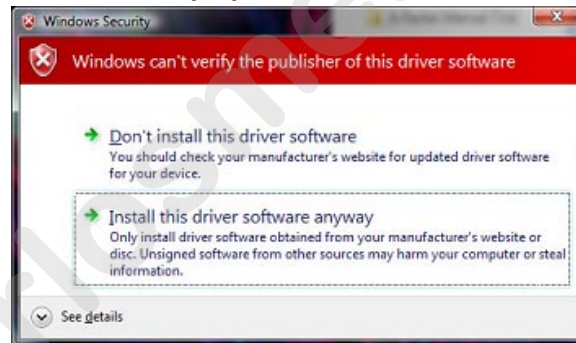 Windows Security
Windows can't verify the publisher of this driver software
Don't install this driver software
You should check your manufacturer's website for updated driver software
for your device.
Install this driver software anyway
Only install driver software obtained from your manufacturer's website or
disc. Unsigned software from other sources may harm your computer or steal
information.
See details